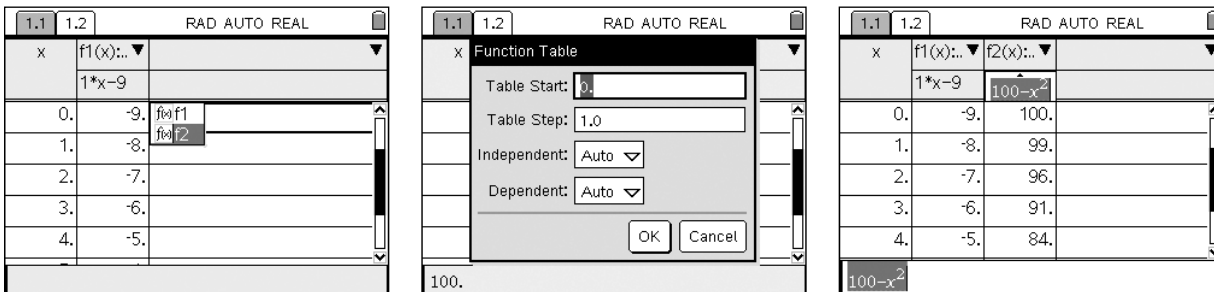 1.1 1.2 RAD AUTO REAL
x f1(x):.. ▼ ▼
1*x-9
0. -9. f(x) f1
f(x) f2
1. -8.
2. -7.
3. -6.
4. -5.
1.1 1.2 RAD AUTO REAL
x Function Table ▼
Table Start: 0.
Table Step: 1.0
Independent: Auto ▽
Dependent: Auto ▽
OK Cancel
100.
1.1 1.2 RAD AUTO REAL
x f1(x):.. ▼ f2(x):.. ▼ ▼
1*x-9 100-x²
0. -9. 100.
1. -8. 99.
2. -7. 96.
3. -6. 91.
4. -5. 84.
100-x²